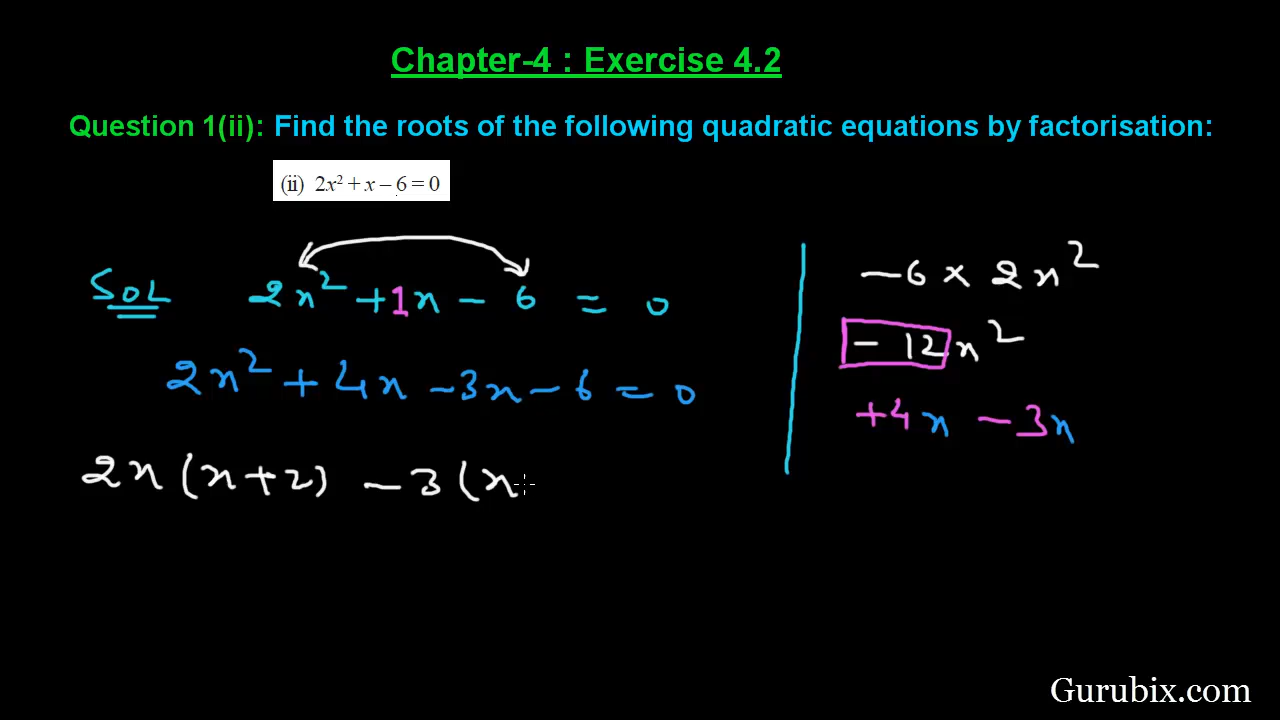 Chapter-4 : Exercise 4.2
Question 1(ii): Find the roots of the following quadratic equations by factorisation:
(ii) 2x² + x – 6 = 0
SOL 2x² + 1x - 6 = 0
2x² + 4x - 3x - 6 = 0
2x (x+2) - 3 (x
-6 × 2x²
- 12x²
+4x - 3x
Gurubix.com